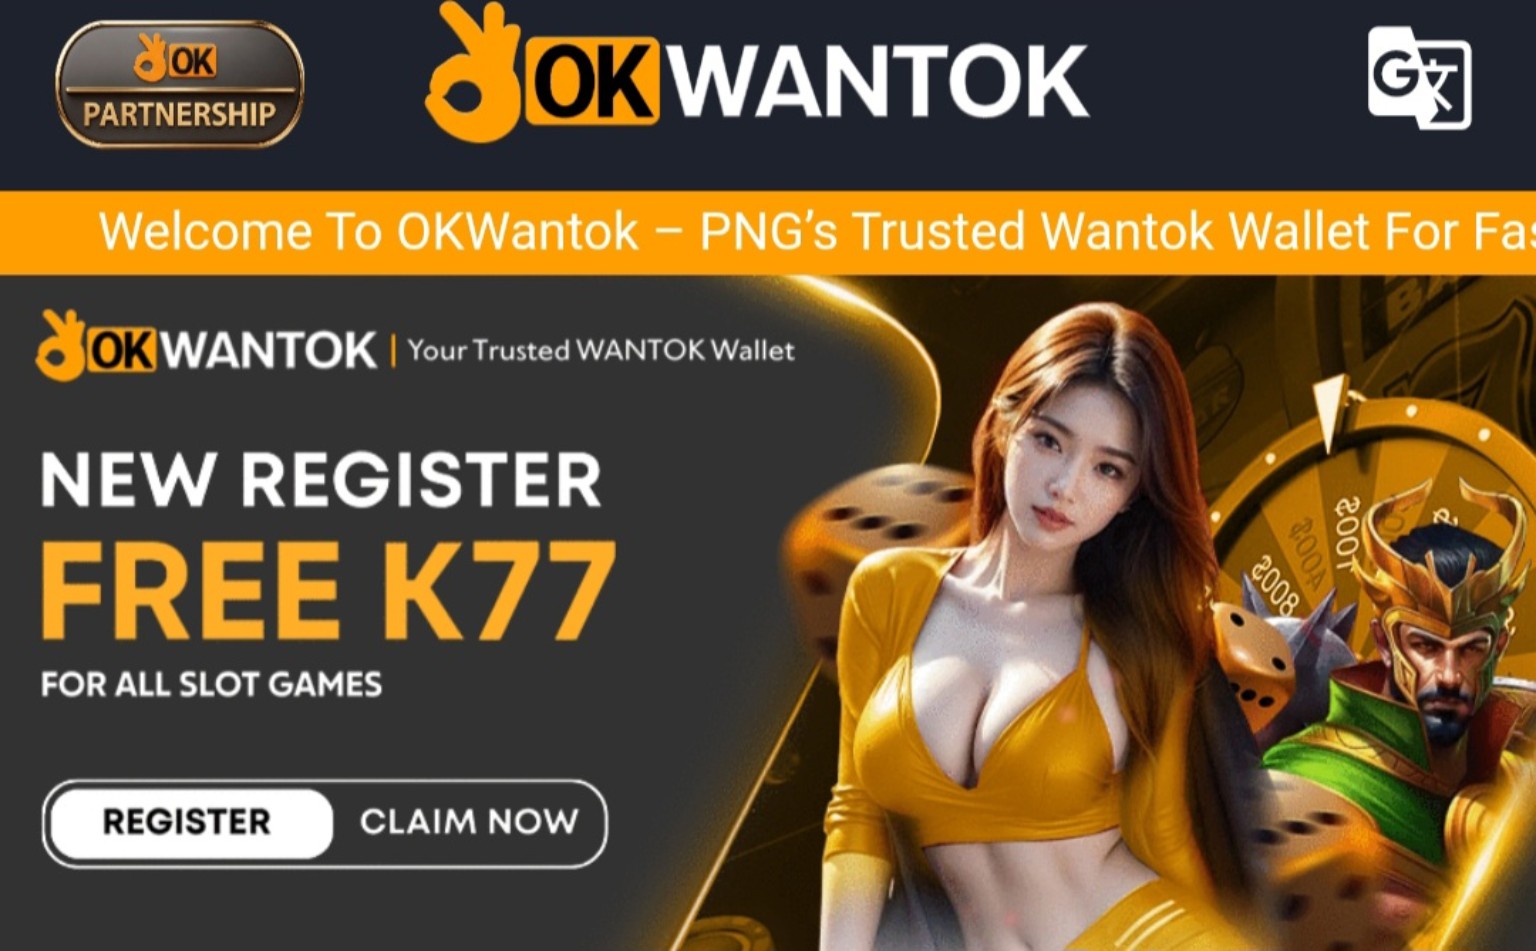 OK
PARTNERSHIP
OKWANTOK
Welcome To OKWantok – PNG’s Trusted Wantok Wallet For Fas
OKWANTOK | Your Trusted WANTOK Wallet
NEW REGISTER
FREE K77
FOR ALL SLOT GAMES
REGISTER CLAIM NOW